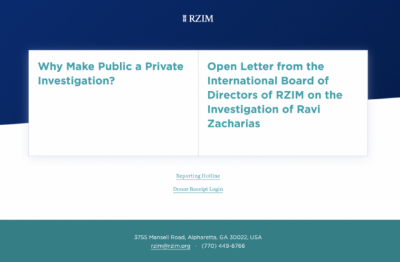 RZIM
Why Make Public a Private
Investigation?
Open Letter from the
International Board of
Directors of RZIM on the
Investigation of Ravi
Zacharias
Reporting Hotline
Donor Receipt Login
3755 Mansell Road, Alpharetta, GA 30022, USA
rzim@rzim.org · (770) 449-6766